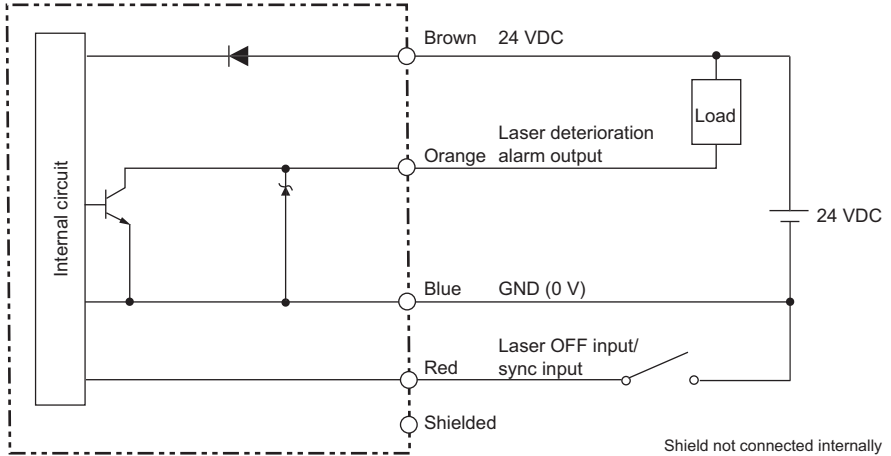 Internal circuit
Brown 24 VDC
Load
Laser deterioration
Orange alarm output
24 VDC
Blue GND (0 V)
Laser OFF input/
Red sync input
Shielded
Shield not connected internally